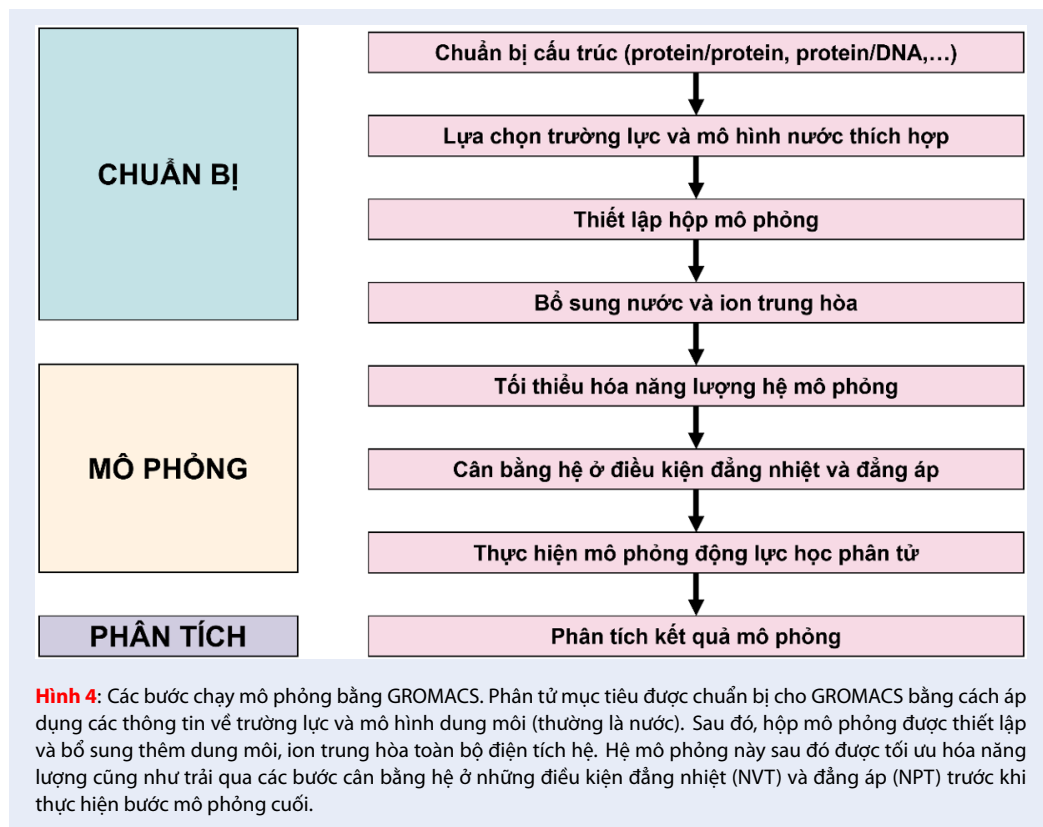 CHUẨN BỊ
Chuẩn bị cấu trúc (protein/protein, protein/DNA,…)
Lựa chọn trường lực và mô hình nước thích hợp
Thiết lập hộp mô phỏng
Bổ sung nước và ion trung hòa
MÔ PHỎNG
Tối thiểu hóa năng lượng hệ mô phỏng
Cân bằng hệ ở điều kiện đẳng nhiệt và đẳng áp
Thực hiện mô phỏng động lực học phân tử
PHÂN TÍCH
Phân tích kết quả mô phỏng
Hình 4: Các bước chạy mô phỏng bằng GROMACS. Phân tử mục tiêu được chuẩn bị cho GROMACS bằng cách áp
dụng các thông tin về trường lực và mô hình dung môi (thường là nước). Sau đó, hộp mô phỏng được thiết lập
và bổ sung thêm dung môi, ion trung hòa toàn bộ điện tích hệ. Hệ mô phỏng này sau đó được tối ưu hóa năng
lượng cũng như trải qua các bước cân bằng hệ ở những điều kiện đẳng nhiệt (NVT) và đẳng áp (NPT) trước khi
thực hiện bước mô phỏng cuối.